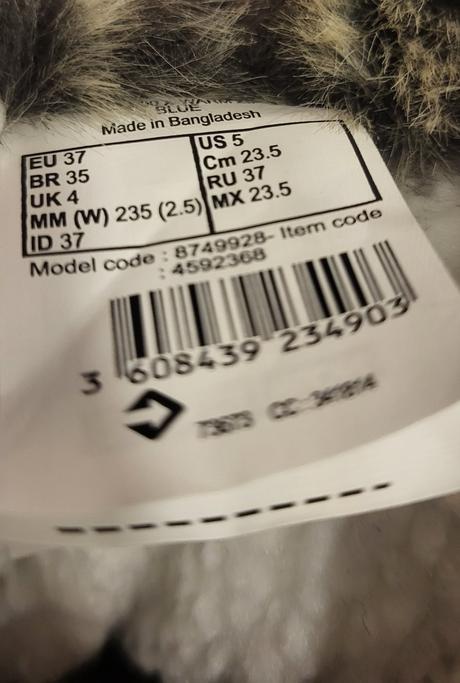 BLUE
Made in Bangladesh
EU 37
BR 35
UK 4
MM (W) 235 (2.5)
ID 37
US 5
Cm 23.5
RU 37
MX 23.5
Model code : 8749928- Item code
: 4592368
3 608439 234903